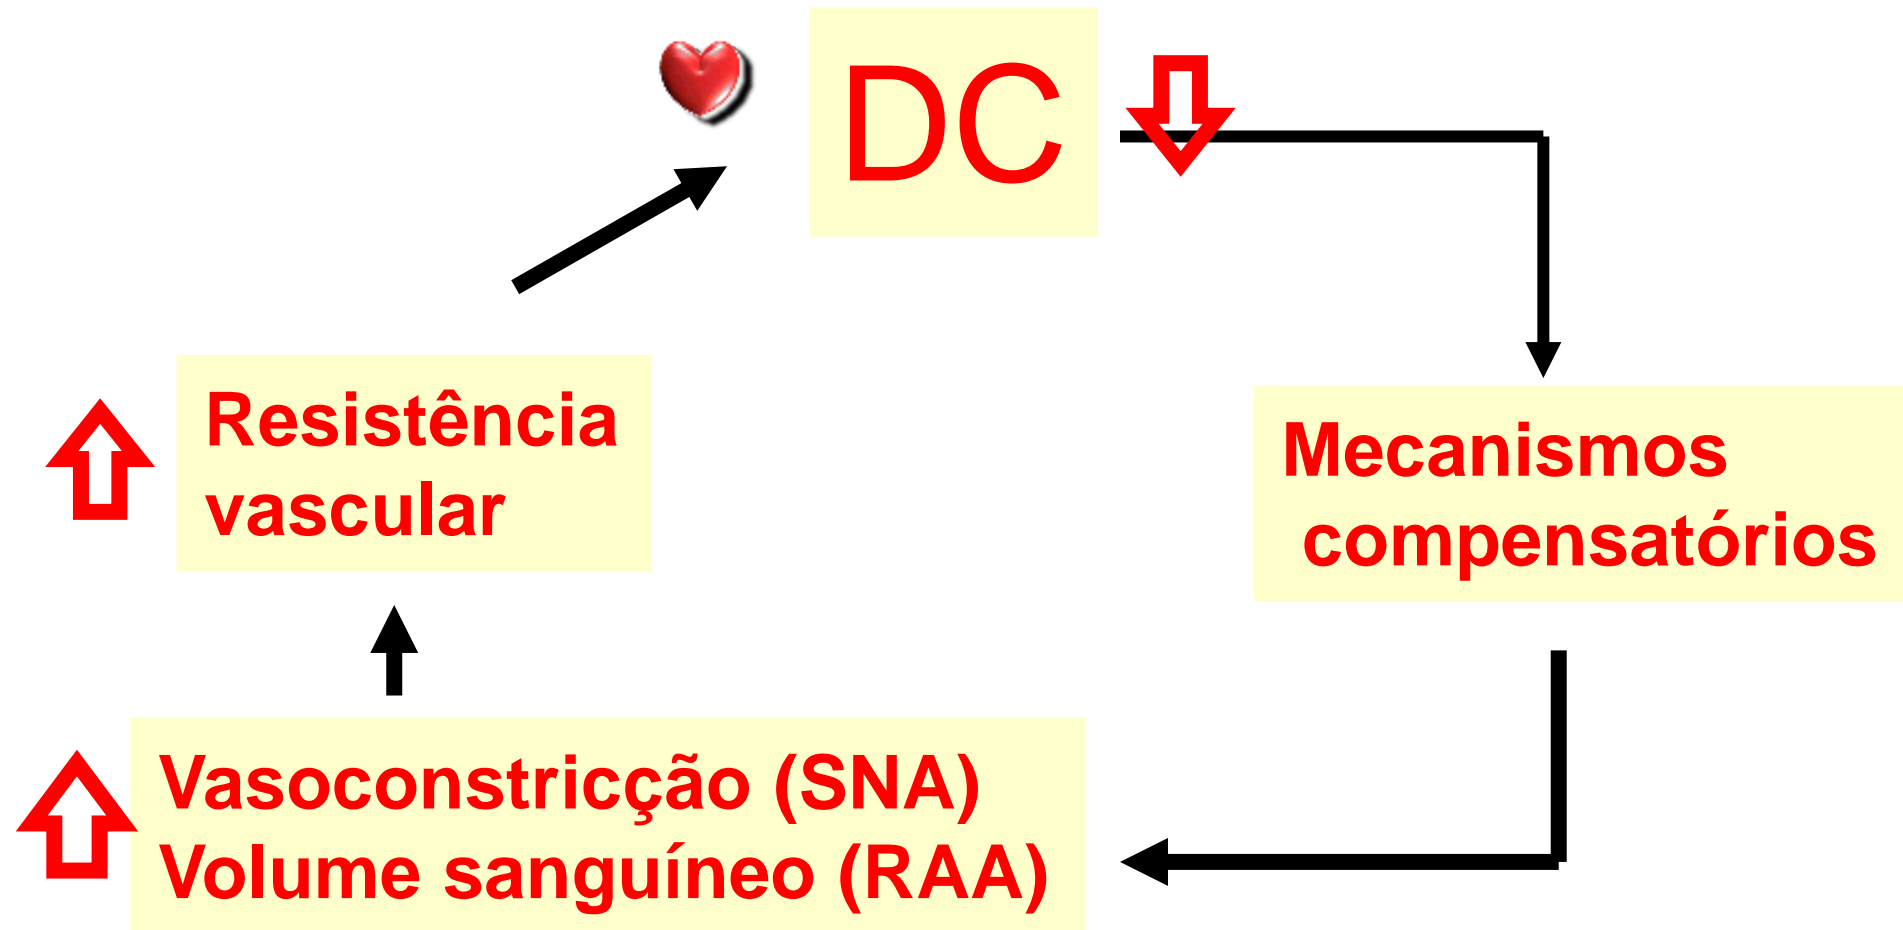 DC
Resistência
vascular
Mecanismos
compensatórios
Vasoconstricção (SNA)
Volume sanguíneo (RAA)